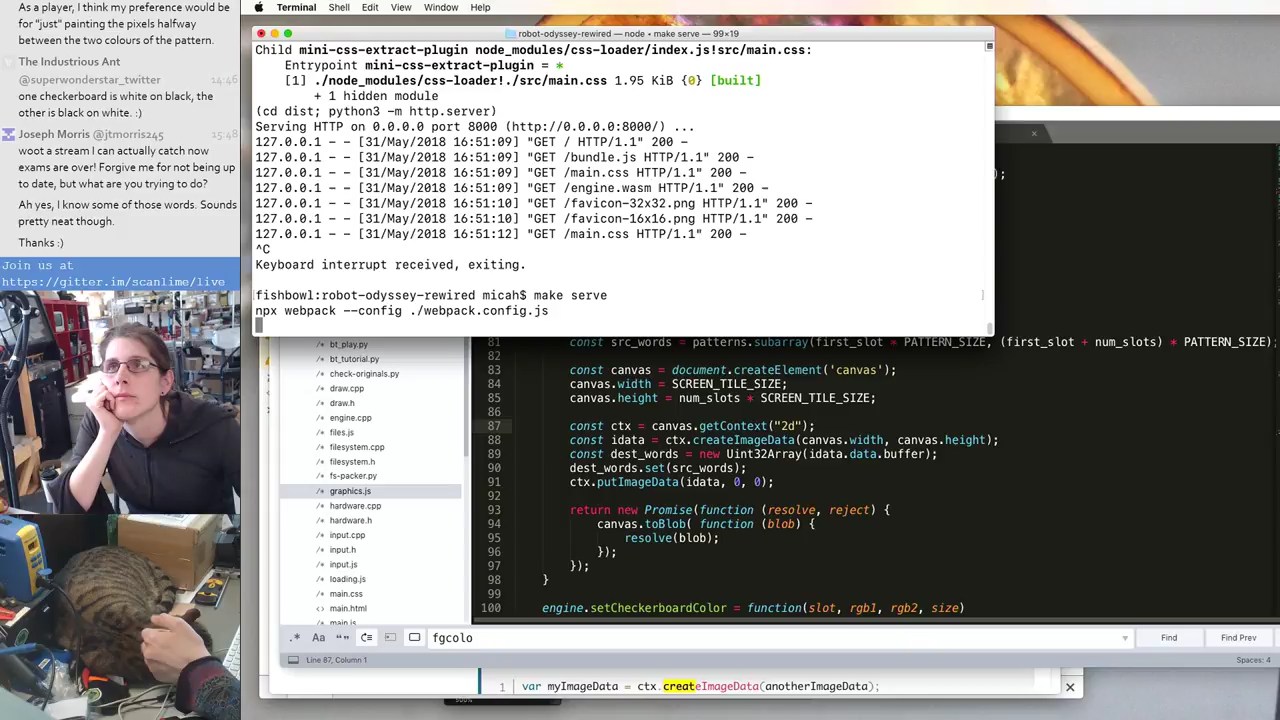 As a player, I think my preference would
be for "just" painting the pixels halfway
between the two colours of the pattern.
The Industrious Ant
@superwonderstar_twitter 14:46
one checkerboard is white on black, the
other is black on white. :)
Joseph Morris @jtmorris245 15:48
woot a stream I can actually catch now
exams are over! Forgive me for not being up
to date, but what are you trying to do?
Ah yes, I know some of those words. Sounds
pretty neat though.
Thanks :)
Join us at
https://gitter.im/scanlime/live
Terminal Shell Edit View Window Help
robot-odyssey-rewired — node • make serve — 99×19
Child mini-css-extract-plugin node_modules/css-loader/index.js!src/main.css:
Entrypoint mini-css-extract-plugin = *
[1] ./node_modules/css-loader!./src/main.css 1.95 KiB {0} [built]
+ 1 hidden module
(cd dist; python3 -m http.server)
Serving HTTP on 0.0.0.0 port 8000 (http://0.0.0.0:8000/) ...
127.0.0.1 - - [31/May/2018 16:51:09] "GET / HTTP/1.1" 200 -
127.0.0.1 - - [31/May/2018 16:51:09] "GET /bundle.js HTTP/1.1" 200 -
127.0.0.1 - - [31/May/2018 16:51:09] "GET /main.css HTTP/1.1" 200 -
127.0.0.1 - - [31/May/2018 16:51:09] "GET /engine.wasm HTTP/1.1" 200 -
127.0.0.1 - - [31/May/2018 16:51:10] "GET /favicon-32x32.png HTTP/1.1" 200 -
127.0.0.1 - - [31/May/2018 16:51:10] "GET /favicon-16x16.png HTTP/1.1" 200 -
127.0.0.1 - - [31/May/2018 16:51:12] "GET /main.css HTTP/1.1" 200 -
^C
Keyboard interrupt received, exiting.
[fishbowl:robot-odyssey-rewired micah$ make serve ]
npx webpack --config ./webpack.config.js
);
bt_play.py
bt_tutorial.py
check-originals.py
draw.cpp
draw.h
engine.cpp
files.js
filesystem.cpp
filesystem.h
fs-packer.py
graphics.js
hardware.cpp
hardware.h
input.cpp
input.h
input.js
loading.js
main.css
main.html
main.js
81 const src_words = patterns.subarray(first_slot * PATTERN_SIZE, (first_slot + num_slots) * PATTERN_SIZE);
82
83 const canvas = document.createElement('canvas');
84 canvas.width = SCREEN_TILE_SIZE;
85 canvas.height = num_slots * SCREEN_TILE_SIZE;
86
87 const ctx = canvas.getContext("2d");
88 const idata = ctx.createImageData(canvas.width, canvas.height);
89 const dest_words = new Uint32Array(idata.data.buffer);
90 dest_words.set(src_words);
91 ctx.putImageData(idata, 0, 0);
92
93 return new Promise(function (resolve, reject) {
94 canvas.toBlob( function (blob) {
95 resolve(blob);
96 });
97 });
98 }
99
100 engine.setCheckerboardColor = function(slot, rgb1, rgb2, size)
.* Aa fgcolo Find Find Prev
Line 87, Column 1 Spaces: 4
1 var myImageData = ctx.createImageData(anotherImageData);